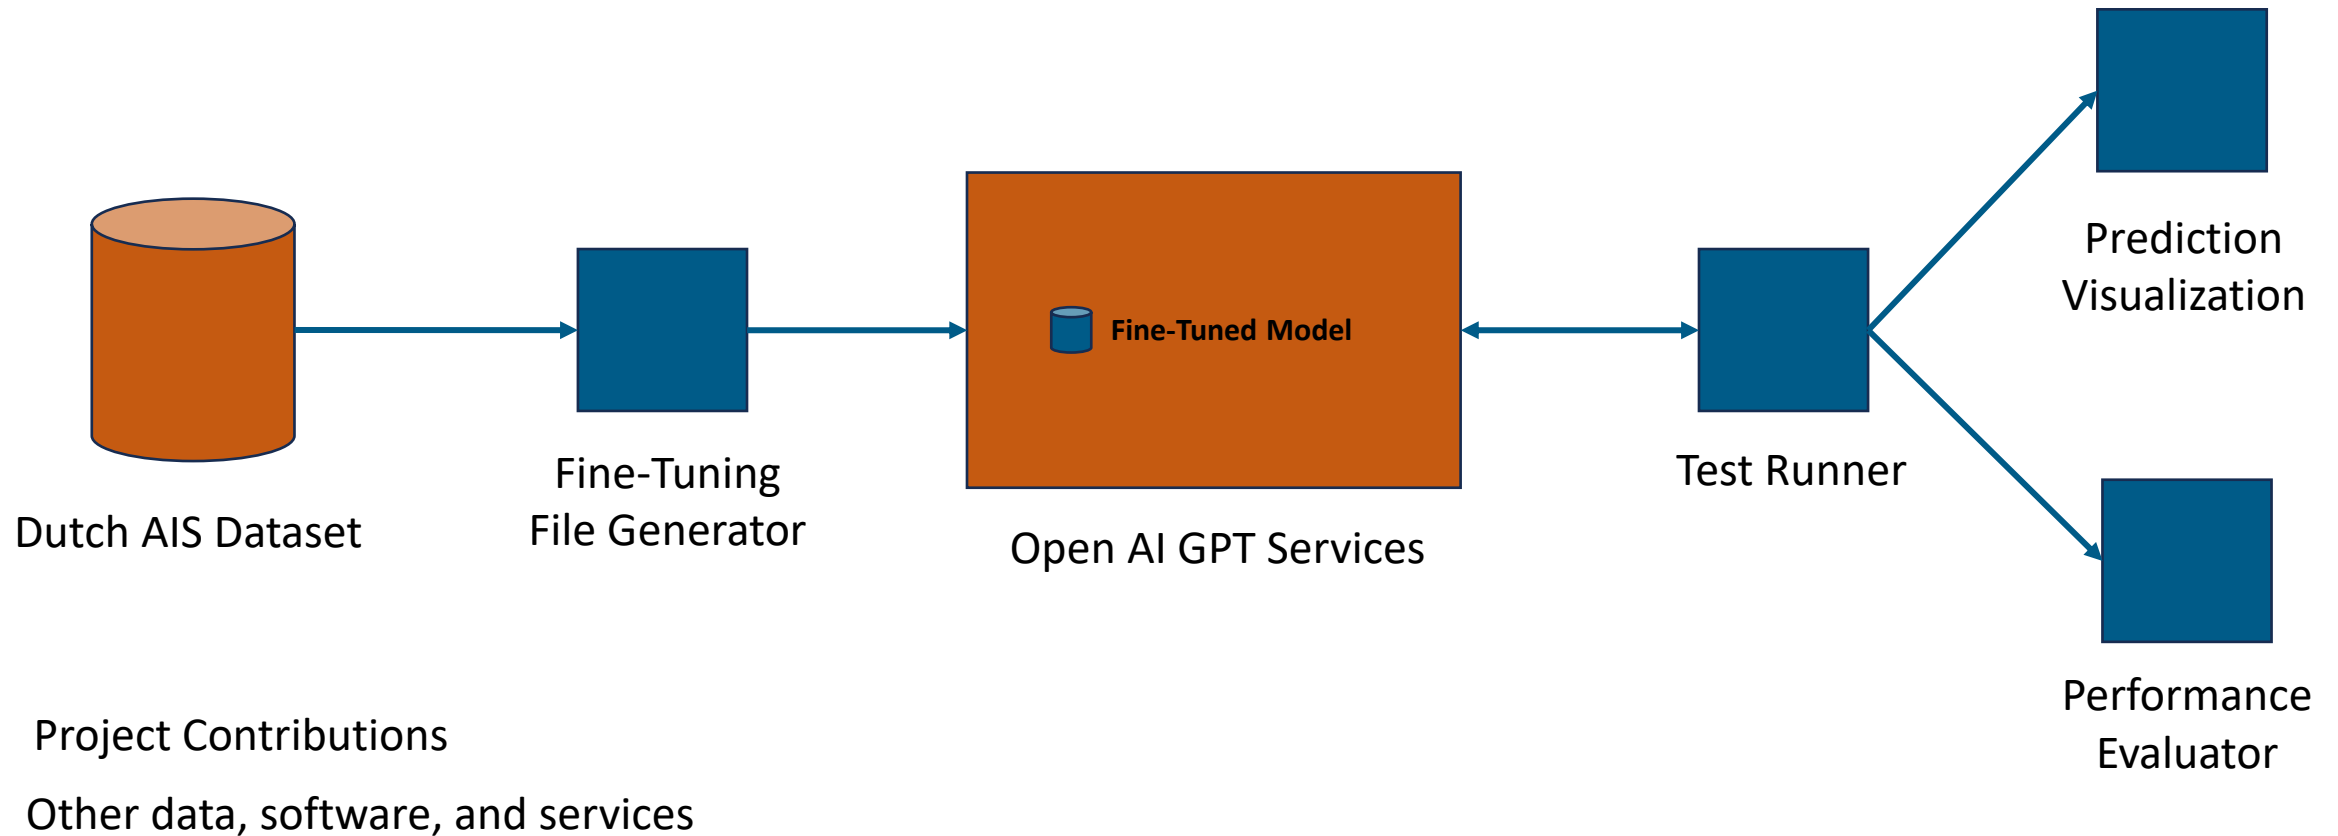 Dutch AIS Dataset
Fine-Tuning
File Generator
Fine-Tuned Model
Open AI GPT Services
Test Runner
Prediction
Visualization
Performance
Evaluator
Project Contributions
Other data, software, and services